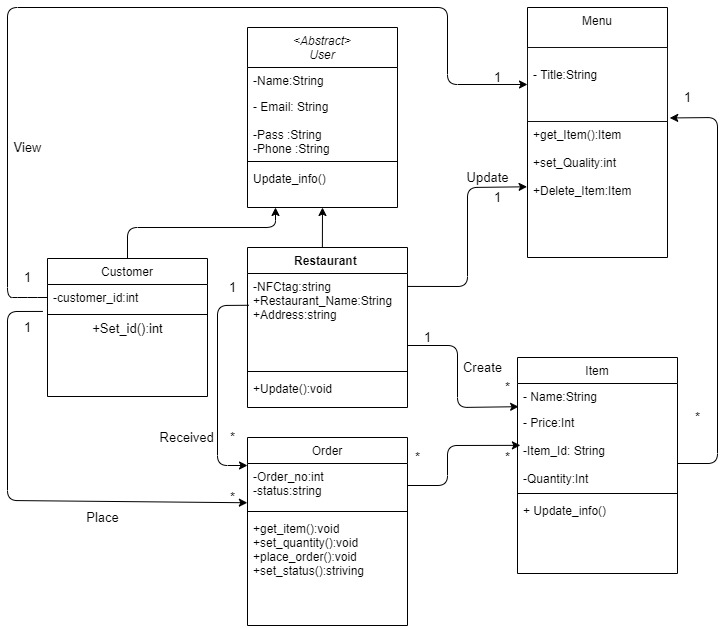 <Abstract>
User
-Name:String
- Email: String
-Pass :String
-Phone :String
Update_info()
Menu
- Title:String
+get_Item():Item
+set_Quality:int
+Delete_Item:Item
1
1
View
Update
1
Customer
-customer_id:int
+Set_id():int
1
1
Restaurant
-NFCtag:string
+Restaurant_Name:String
+Address:string
+Update():void
1
1
Create
*
Item
- Name:String
- Price:Int
-Item_Id: String
-Quantity:Int
+ Update_info()
*
Received
*
Order
-Order_no:int
-status:string
+get_item():void
+set_quantity():void
+place_order():void
+set_status():striving
*
*
*
Place